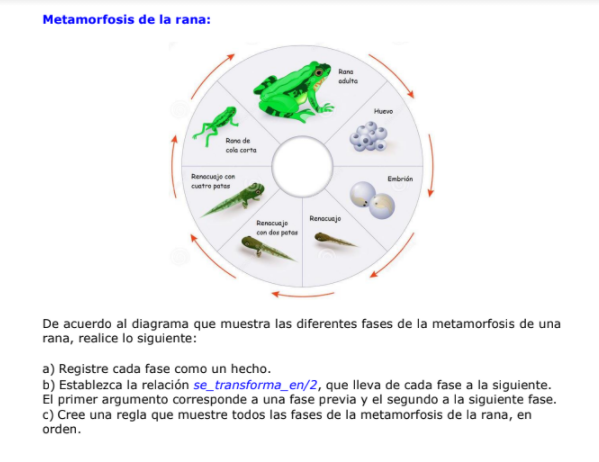 Metamorfosis de la rana:
Rana
adulta
Huevo
Embrión
Renacuajo
Renacuajo
con dos patas
Renacuajo con
cuatro patas
Rana de
cola corta
De acuerdo al diagrama que muestra las diferentes fases de la metamorfosis de una
rana, realice lo siguiente:
a) Registre cada fase como un hecho.
b) Establezca la relación se_transforma_en/2, que lleva de cada fase a la siguiente.
El primer argumento corresponde a una fase previa y el segundo a la siguiente fase.
c) Cree una regla que muestre todos las fases de la metamorfosis de la rana, en
orden.